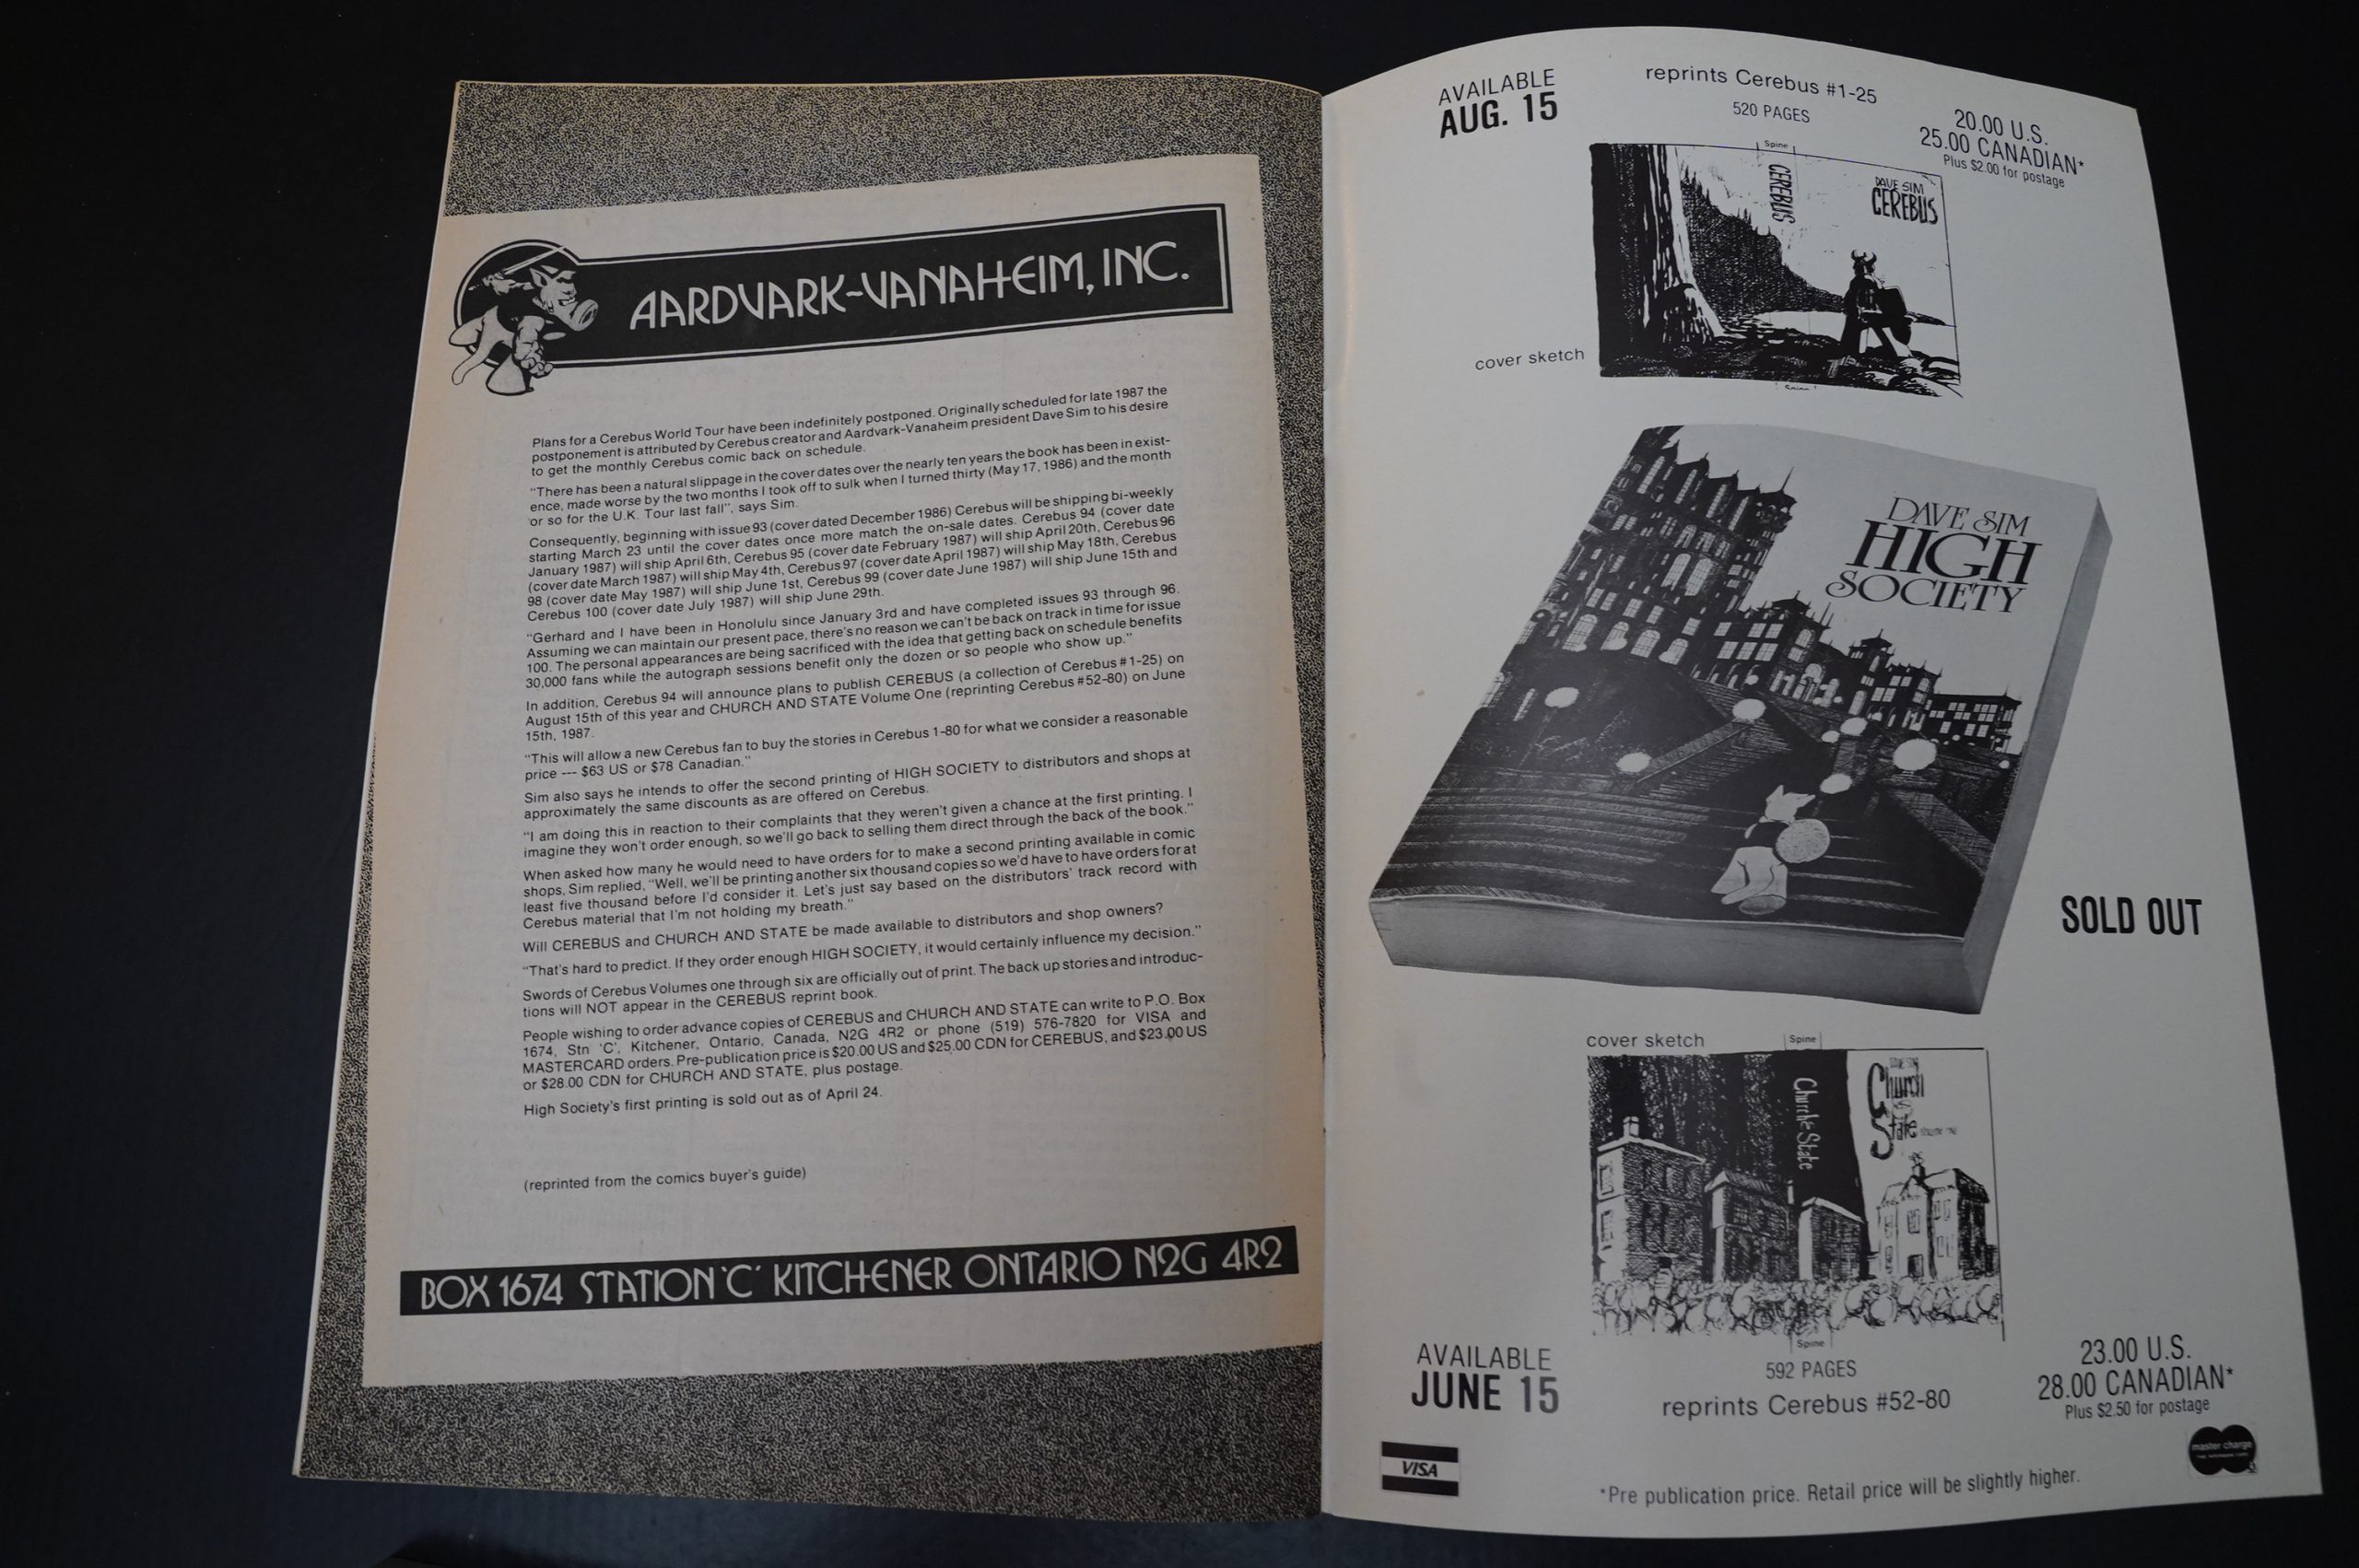 AARDVARK-VANAHEIM, INC.
Plans for a Cerebus World Tour have been indefinitely postponed. Originally scheduled for late 1987 the
postponement is attributed by Cerebus creator and Aardvark-Vanaheim president Dave Sim to his desire
to get the monthly Cerebus comic back on schedule.
"There has been a natural slippage in the cover dates over the nearly ten years the book has been in exist-
ence, made worse by the two months I took off to sulk when I turned thirty (May 17, 1986) and the month
or so for the U.K. Tour last fall", says Sim.
Consequently, beginning with issue 93 (cover dated December 1986) Cerebus will be shipping bi-weekly
starting March 23 until the cover dates once more match the on-sale dates. Cerebus 94 (cover date
January 1987) will ship April 6th, Cerebus 95 (cover date February 1987) will ship April 20th, Cerebus 96
(cover date March 1987) will ship May 4th, Cerebus 97 (cover date April 1987) will ship May 18th, Cerebus
98 (cover date May 1987) will ship June 1st, Cerebus 99 (cover date June 1987) will ship June 15th and
Cerebus 100 (cover date July 1987) will ship June 29th.
"Gerhard and I have been in Honolulu since January 3rd and have completed issues 93 through 96.
Assuming we can maintain our present pace, there's no reason we can't be back on track in time for issue
100. The personal appearances are being sacrificed with the idea that getting back on schedule benefits
30,000 fans while the autograph sessions benefit only the dozen or so people who show up."
In addition, Cerebus 94 will announce plans to publish CEREBUS (a collection of Cerebus #1-25) on
August 15th of this year and CHURCH AND STATE Volume One (reprinting Cerebus #52-80) on June
15th, 1987.
"This will allow a new Cerebus fan to buy the stories in Cerebus 1-80 for what we consider a reasonable
price --- $63 US or $78 Canadian."
Sim also says he intends to offer the second printing of HIGH SOCIETY to distributors and shops at
approximately the same discounts as are offered on Cerebus.
"I am doing this in reaction to their complaints that they weren't given a chance at the first printing. I
imagine they won't order enough, so we'll go back to selling them direct through the back of the book."
When asked how many he would need to have orders for to make a second printing available in comic
shops, Sim replied, "Well, we'll be printing another six thousand copies so we'd have to have orders for at
least five thousand before I'd consider it. Let's just say based on the distributors' track record with
Cerebus material that I'm not holding my breath."
Will CEREBUS and CHURCH AND STATE be made available to distributors and shop owners?
"That's hard to predict. If they order enough HIGH SOCIETY, it would certainly influence my decision."
Swords of Cerebus Volumes one through six are officially out of print. The back up stories and introduc-
tions will NOT appear in the CEREBUS reprint book.
People wishing to order advance copies of CEREBUS and CHURCH AND STATE can write to P.O. Box
1674, Stn 'C', Kitchener, Ontario, Canada, N2G 4R2 or phone (519) 576-7820 for VISA and
MASTERCARD orders. Pre-publication price is $20.00 US and $25.00 CDN for CEREBUS, and $23.00 US
or $28.00 CDN for CHURCH AND STATE, plus postage.
High Society's first printing is sold out as of April 24.
(reprinted from the comics buyer's guide)
BOX 1674 STATION 'C' KITCHENER ONTARIO N2G 4R2
AVAILABLE
AUG. 15
reprints Cerebus #1-25
520 PAGES
20.00 U.S.
25.00 CANADIAN*
Plus $2.00 for postage
Spine
CEREBUS
DAVE SIM
CEREBUS
cover sketch
Spine
DAVE SIM
HIGH
SOCIETY
SOLD OUT
cover sketch
Spine
Church & State
Church
&
State
Spine
AVAILABLE
JUNE 15
592 PAGES
reprints Cerebus #52-80
23.00 U.S.
28.00 CANADIAN*
Plus $2.50 for postage
VISA
master charge
*Pre publication price. Retail price will be slightly higher.